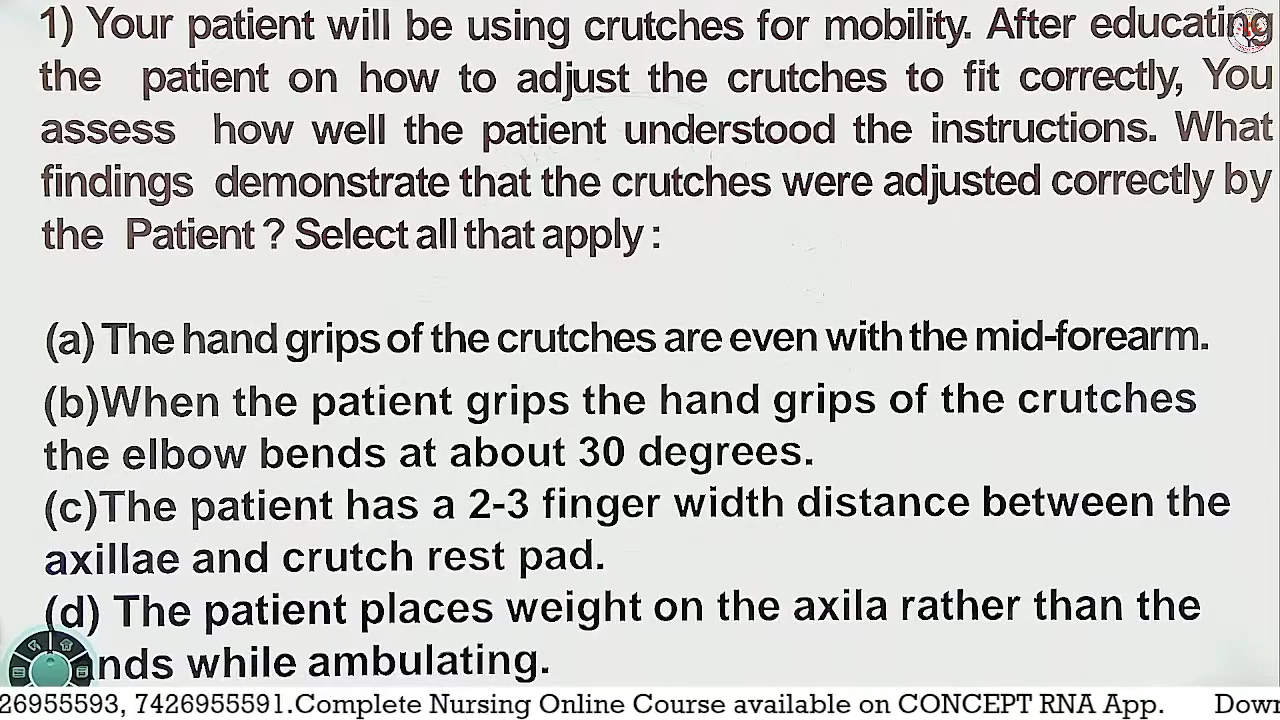 1) Your patient will be using crutches for mobility. After educating
the patient on how to adjust the crutches to fit correctly, You
assess how well the patient understood the instructions. What
findings demonstrate that the crutches were adjusted correctly by
the Patient ? Select all that apply :
(a) The hand grips of the crutches are even with the mid-forearm.
(b)When the patient grips the hand grips of the crutches
the elbow bends at about 30 degrees.
(c)The patient has a 2-3 finger width distance between the
axillae and crutch rest pad.
(d) The patient places weight on the axila rather than the
ands while ambulating.
26955593, 7426955591.Complete Nursing Online Course available on CONCEPT RNA App. Down